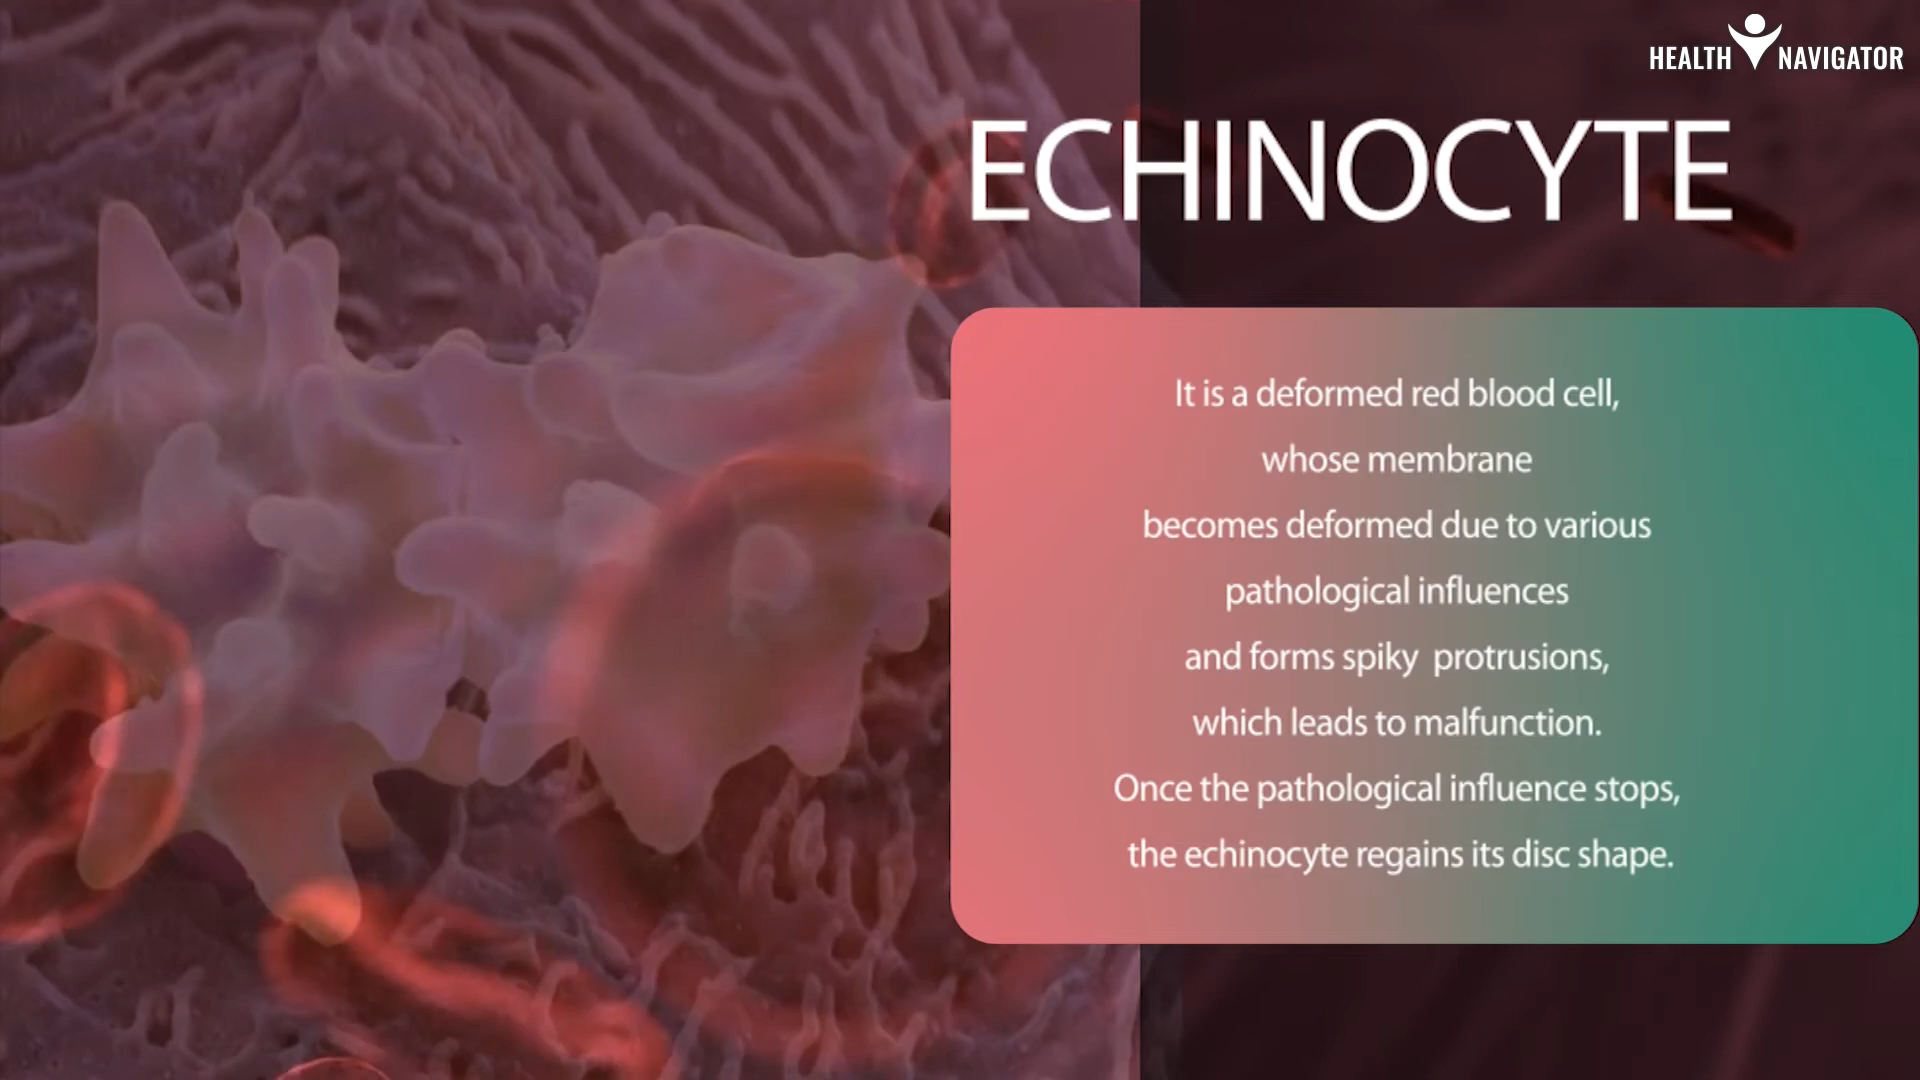 HEALTH NAVIGATOR
ECHINOCYTE
It is a deformed red blood cell,
whose membrane
becomes deformed due to various
pathological influences
and forms spiky  protrusions,
which leads to malfunction.
Once the pathological influence stops,
the echinocyte regains its disc shape.